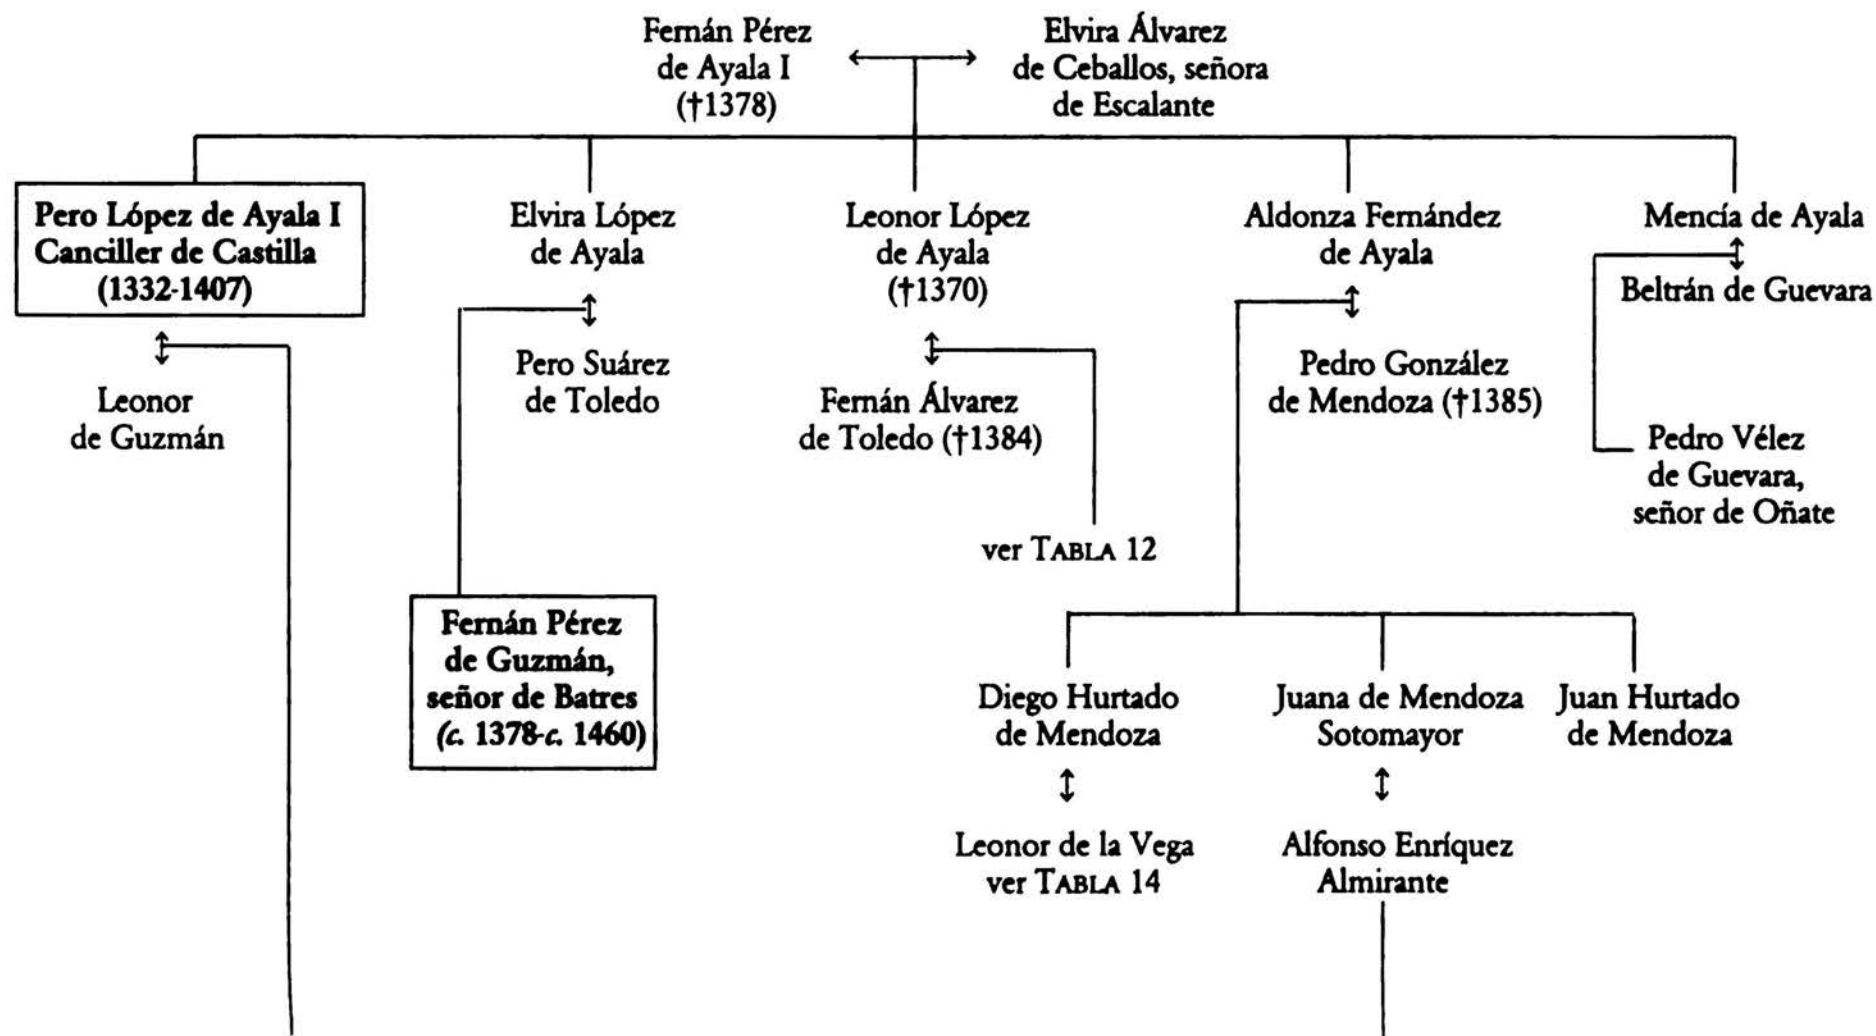 Fernán Pérez
de Ayala I
(†1378)
Elvira Álvarez
de Ceballos, señora
de Escalante
Pero López de Ayala I
Canciller de Castilla
(1332-1407)
Leonor
de Guzmán
Elvira López
de Ayala
Pero Suárez
de Toledo
Fernán Pérez
de Guzmán,
señor de Batres
(c. 1378-c. 1460)
Leonor López
de Ayala
(†1370)
Fernán Álvarez
de Toledo (†1384)
ver TABLA 12
Aldonza Fernández
de Ayala
Pedro González
de Mendoza (†1385)
Diego Hurtado
de Mendoza
Leonor de la Vega
ver TABLA 14
Juana de Mendoza
Sotomayor
Alfonso Enríquez
Almirante
Juan Hurtado
de Mendoza
Mencía de Ayala
Beltrán de Guevara
Pedro Vélez
de Guevara,
señor de Oñate